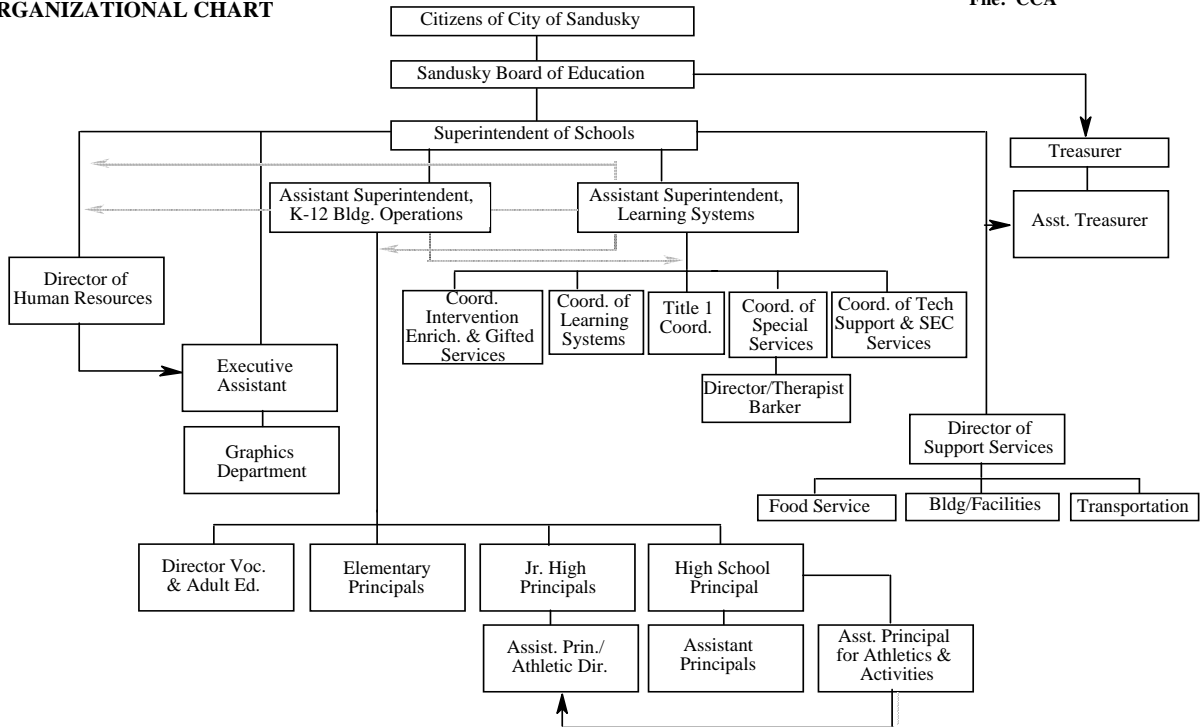 RGANIZATIONAL CHART
File: CCA
Citizens of City of Sandusky
Sandusky Board of Education
Superintendent of Schools
Treasurer
Asst. Treasurer
Assistant Superintendent,
K-12 Bldg. Operations
Assistant Superintendent,
Learning Systems
Director of
Human Resources
Coord.
Intervention
Enrich. & Gifted
Services
Coord. of
Learning
Systems
Title 1
Coord.
Coord. of
Special
Services
Coord. of Tech
Support & SEC
Services
Executive
Assistant
Director/Therapist
Barker
Graphics
Department
Director of
Support Services
Food Service
Bldg/Facilities
Transportation
Director Voc.
& Adult Ed.
Elementary
Principals
Jr. High
Principals
High School
Principal
Assist. Prin./
Athletic Dir.
Assistant
Principals
Asst. Principal
for Athletics &
Activities